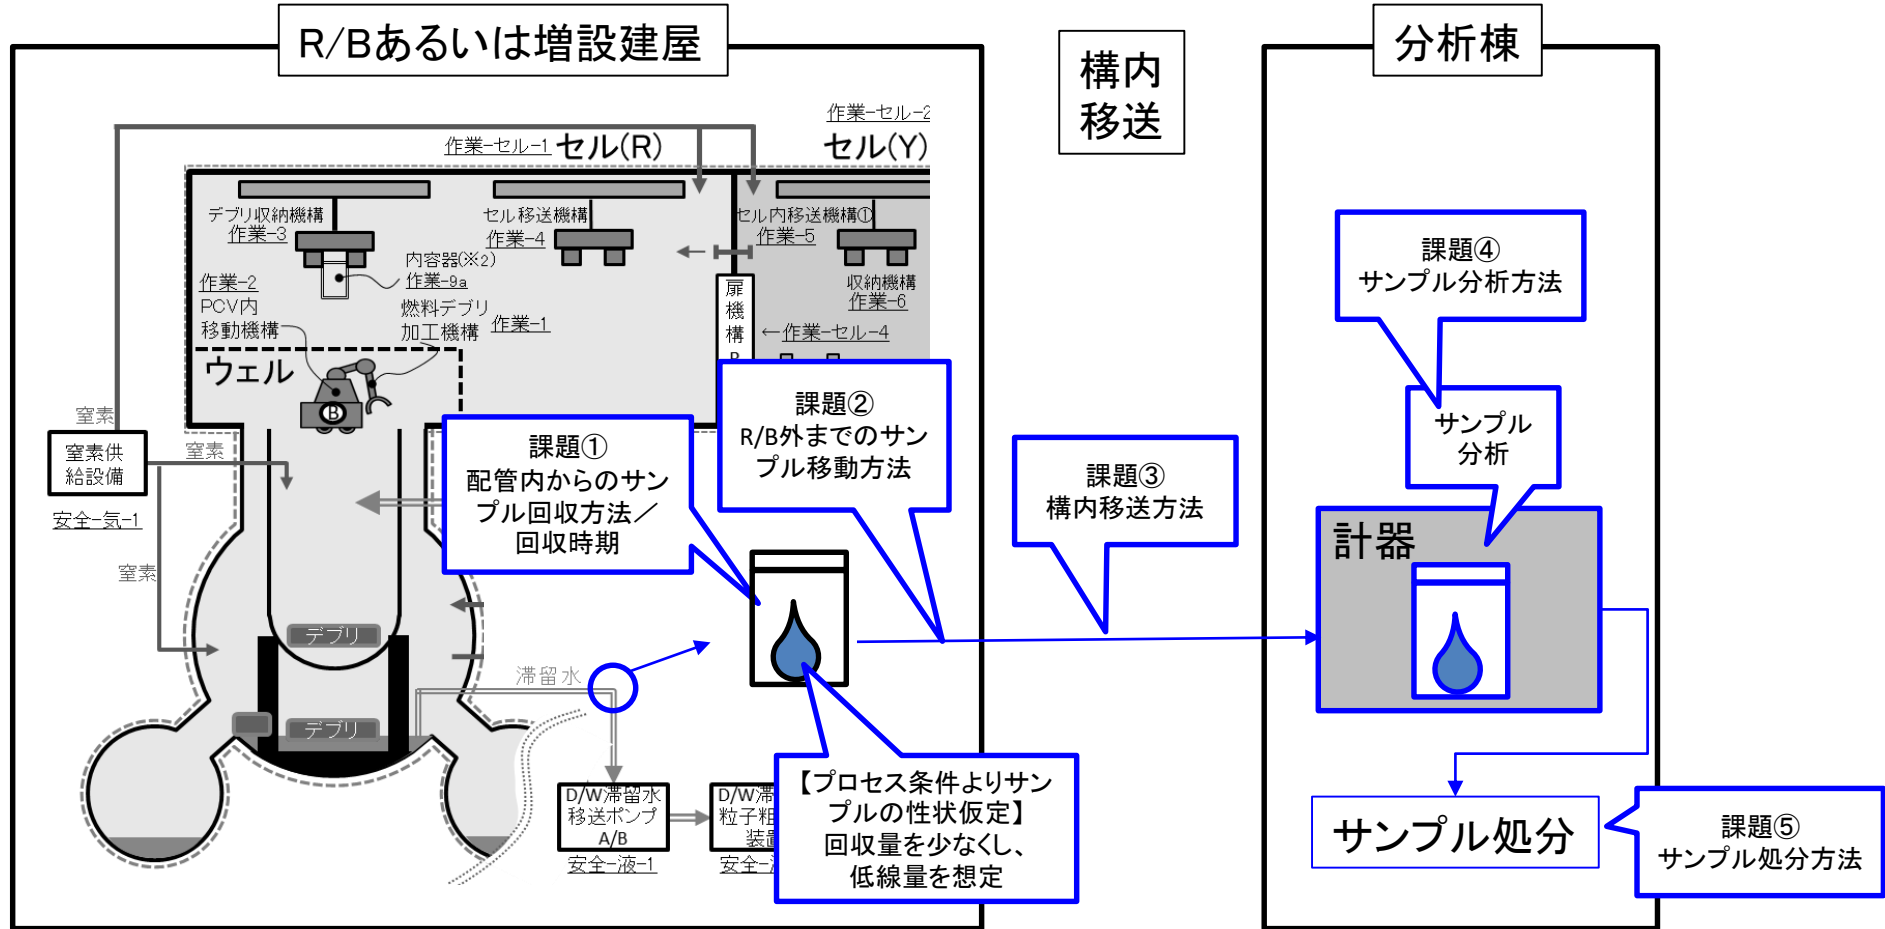 R/Bあるいは増設建屋
構内
移送
分析棟
作業-セル-2
作業-セル-1 セル(R)
セル(Y)
デブリ収納機構
作業-3
セル移送機構
作業-4
セル内移送機構①
作業-5
内容器(※2)
作業-9a
収納機構
作業-6
作業-2
PCV内
移動機構
燃料デブリ
加工機構
作業-1
扉
機
構
←作業-セル-4
ウェル
B
窒素
窒素
窒素供
給設備
安全-気-1
窒素
課題①
配管内からのサン
プル回収方法／
回収時期
課題②
R/B外までのサン
プル移動方法
課題③
構内移送方法
課題④
サンプル分析方法
サンプル
分析
計器
デブリ
滞留水
デブリ
D/W滞留水
移送ポンプ
A/B
安全-液-1
D/W滞
粒子粗
装置
安全-
【プロセス条件よりサン
プルの性状仮定】
回収量を少なくし、
低線量を想定
サンプル処分
課題⑤
サンプル処分方法